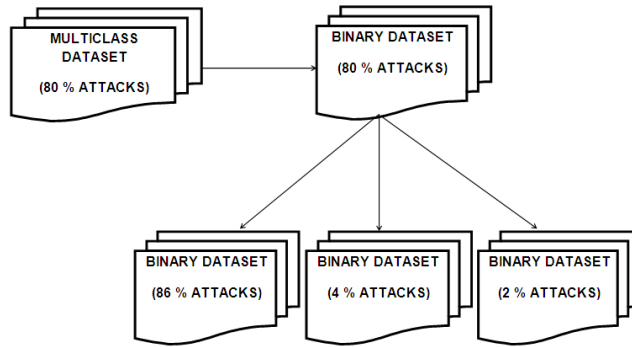 MULTICLASS
DATASET
(80 % ATTACKS)
BINARY DATASET
(80 % ATTACKS)
BINARY DATASET
(86 % ATTACKS)
BINARY DATASET
(4 % ATTACKS)
BINARY DATASET
(2 % ATTACKS)